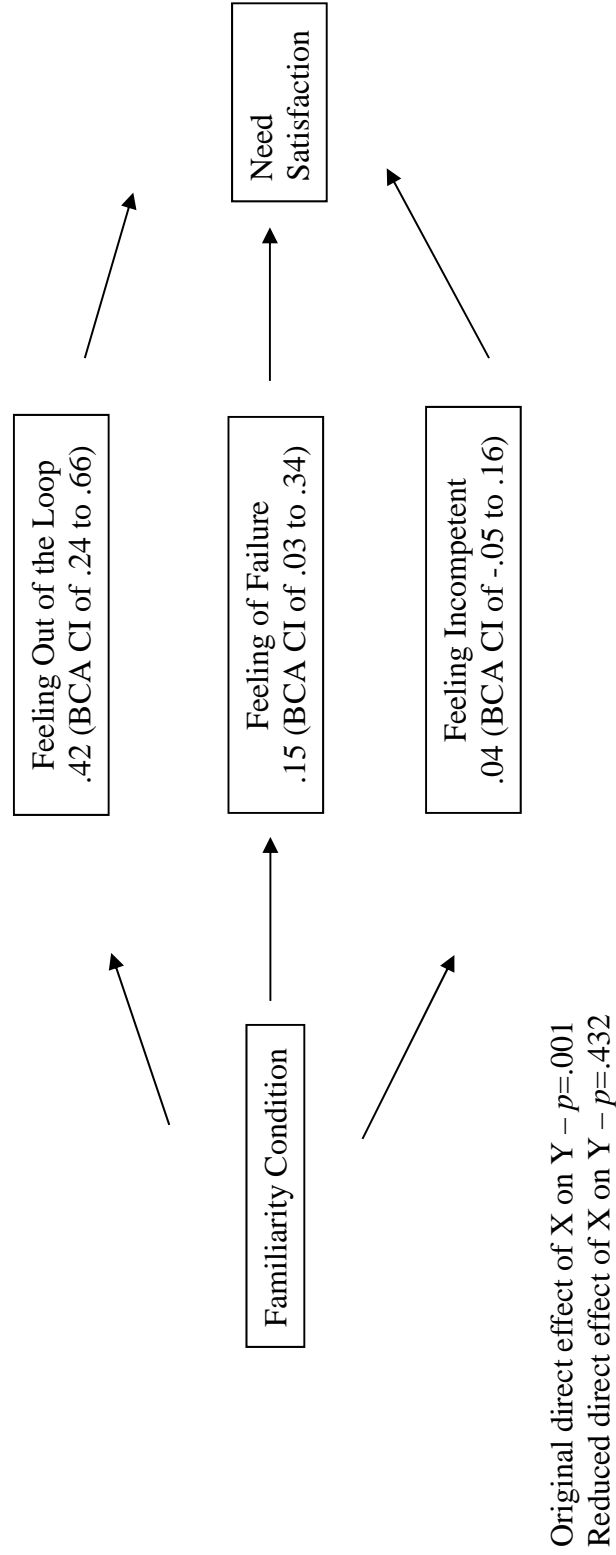 Familiarity Condition
Feeling Out of the Loop
.42 (BCA CI of .24 to .66)
Feeling of Failure
.15 (BCA CI of .03 to .34)
Feeling Incompetent
.04 (BCA CI of -.05 to .16)
Need
Satisfaction
Original direct effect of X on Y – p=.001
Reduced direct effect of X on Y – p=.432